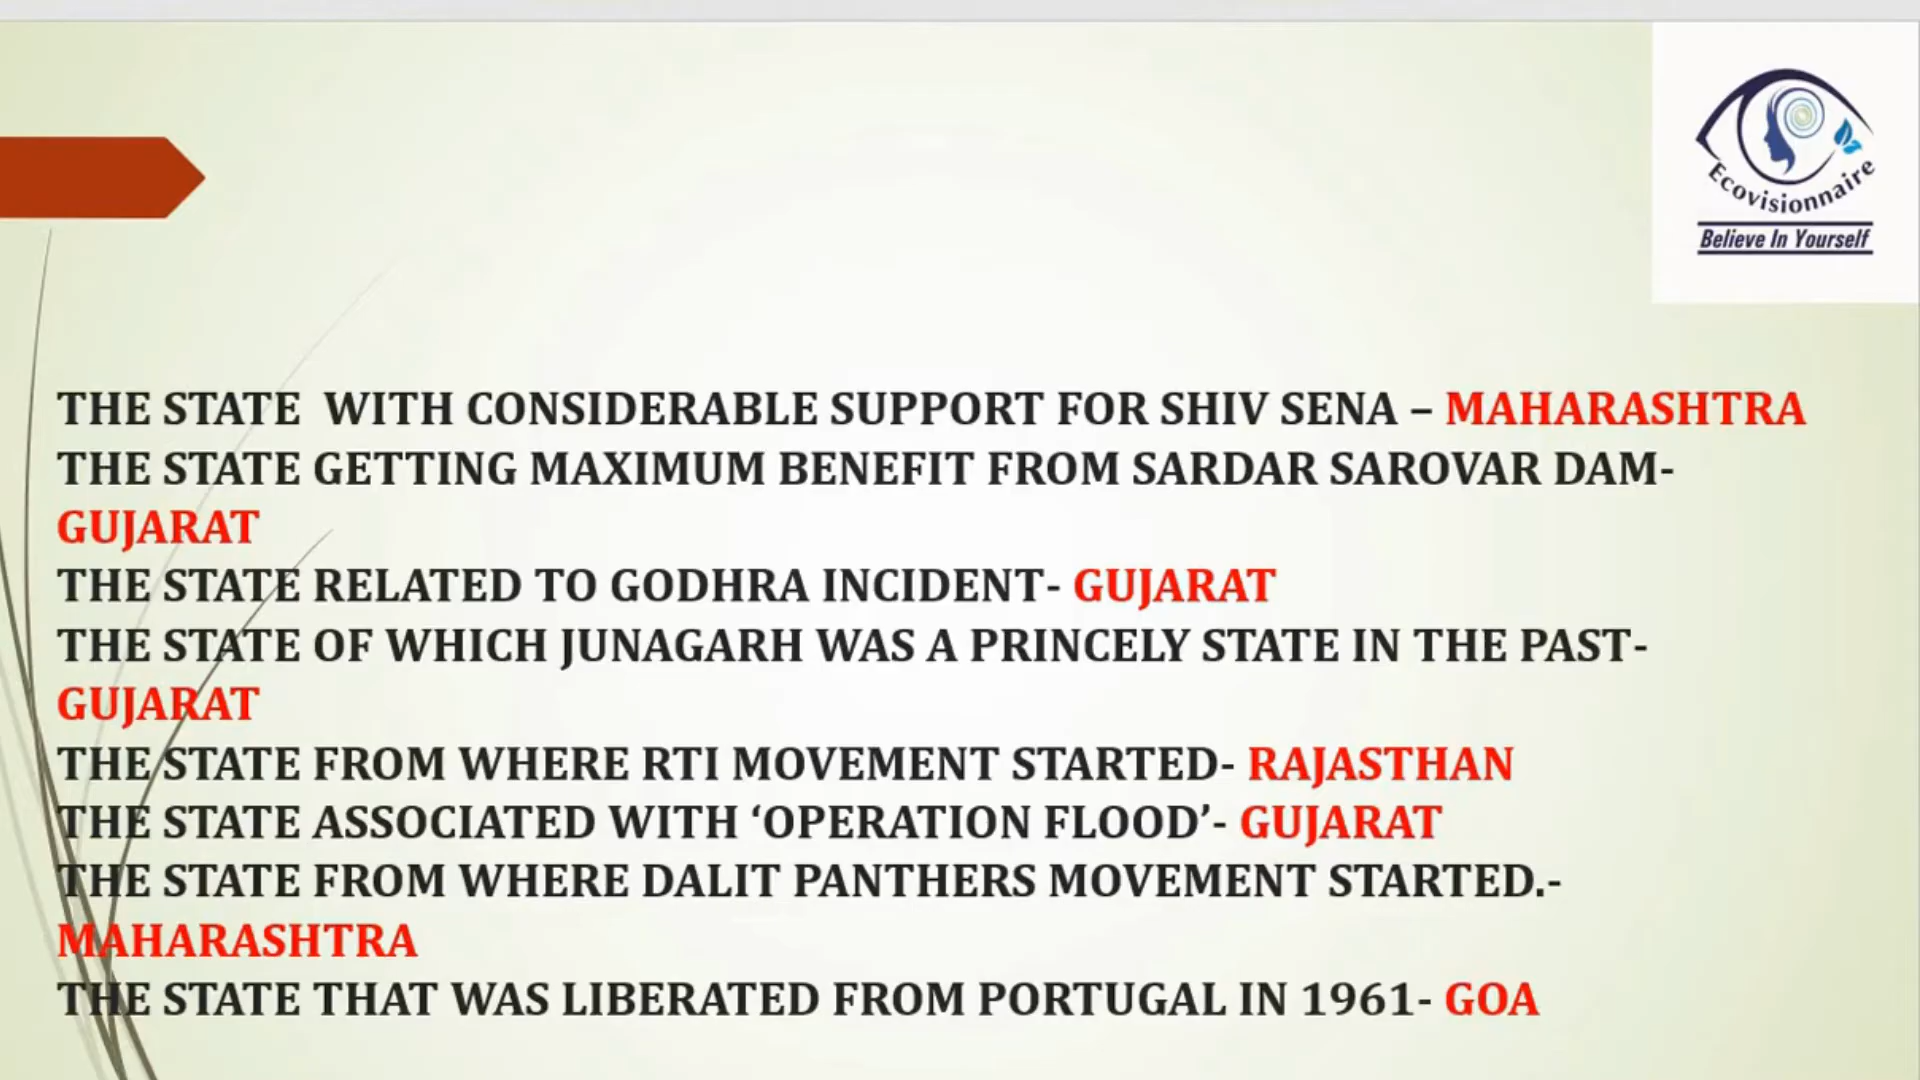 Ecovisionnaire
Believe In Yourself
THE STATE WITH CONSIDERABLE SUPPORT FOR SHIV SENA – MAHARASHTRA
THE STATE GETTING MAXIMUM BENEFIT FROM SARDAR SAROVAR DAM-
GUJARAT
THE STATE RELATED TO GODHRA INCIDENT- GUJARAT
THE STATE OF WHICH JUNAGARH WAS A PRINCELY STATE IN THE PAST-
GUJARAT
THE STATE FROM WHERE RTI MOVEMENT STARTED- RAJASTHAN
THE STATE ASSOCIATED WITH ‘OPERATION FLOOD’- GUJARAT
THE STATE FROM WHERE DALIT PANTHERS MOVEMENT STARTED.-
MAHARASHTRA
THE STATE THAT WAS LIBERATED FROM PORTUGAL IN 1961- GOA